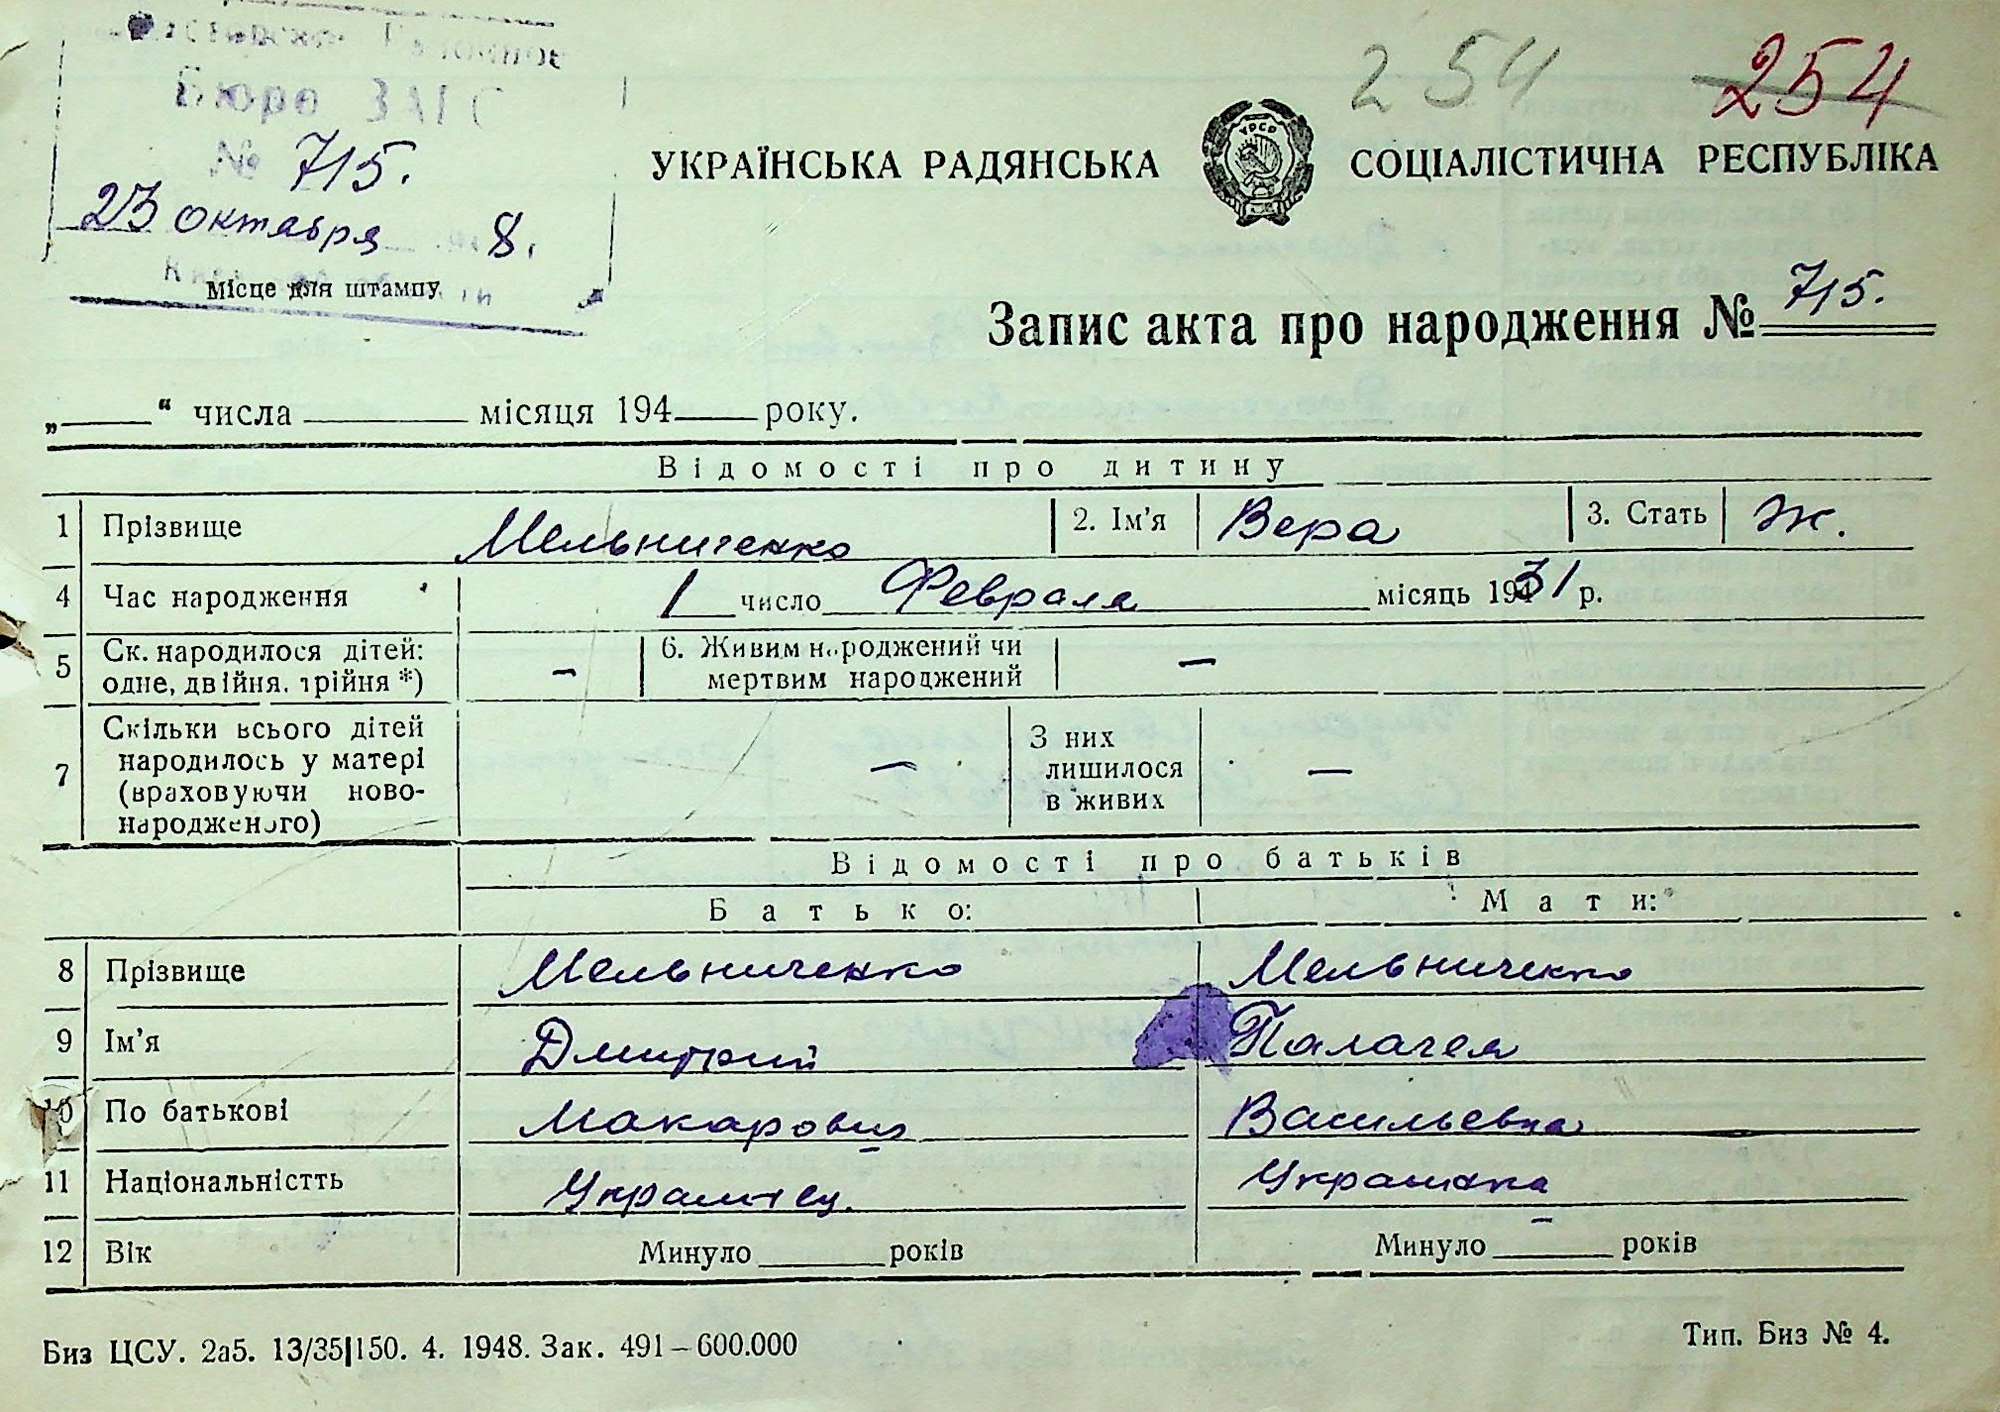 Бюро ЗАГС
№ 715.
23 октября 8.
Місце для штампу
254 254
УКРАЇНСЬКА РАДЯНСЬКА СОЦІАЛІСТИЧНА РЕСПУБЛІКА
Запис акта про народження № 715.
„ “ числа місяця 194 року.
Відомості про дитину
1 Прізвище Мельниченко 2. Ім'я Вера 3. Стать Ж.
4 Час народження 1 число Февраля місяць 1931 р.
5 Ск. народилося дітей: одне, двійня, трійня *) – 6. Живим народжений чи мертвим народжений –
7 Скільки всього дітей народилось у матері (враховуючи ново-народженого) – З них лишилося в живих –
Відомості про батьків
Батько: Мати:
8 Прізвище Мельниченко Мельниченко
9 Ім'я Дмитрий Палагея
10 По батькові Макарович Васильевна
11 Національністть Украинец. Украинка
12 Вік Минуло років Минуло – років
Биз ЦСУ. 2а5. 13/35|150. 4. 1948. Зак. 491–600.000 Тип. Биз № 4.